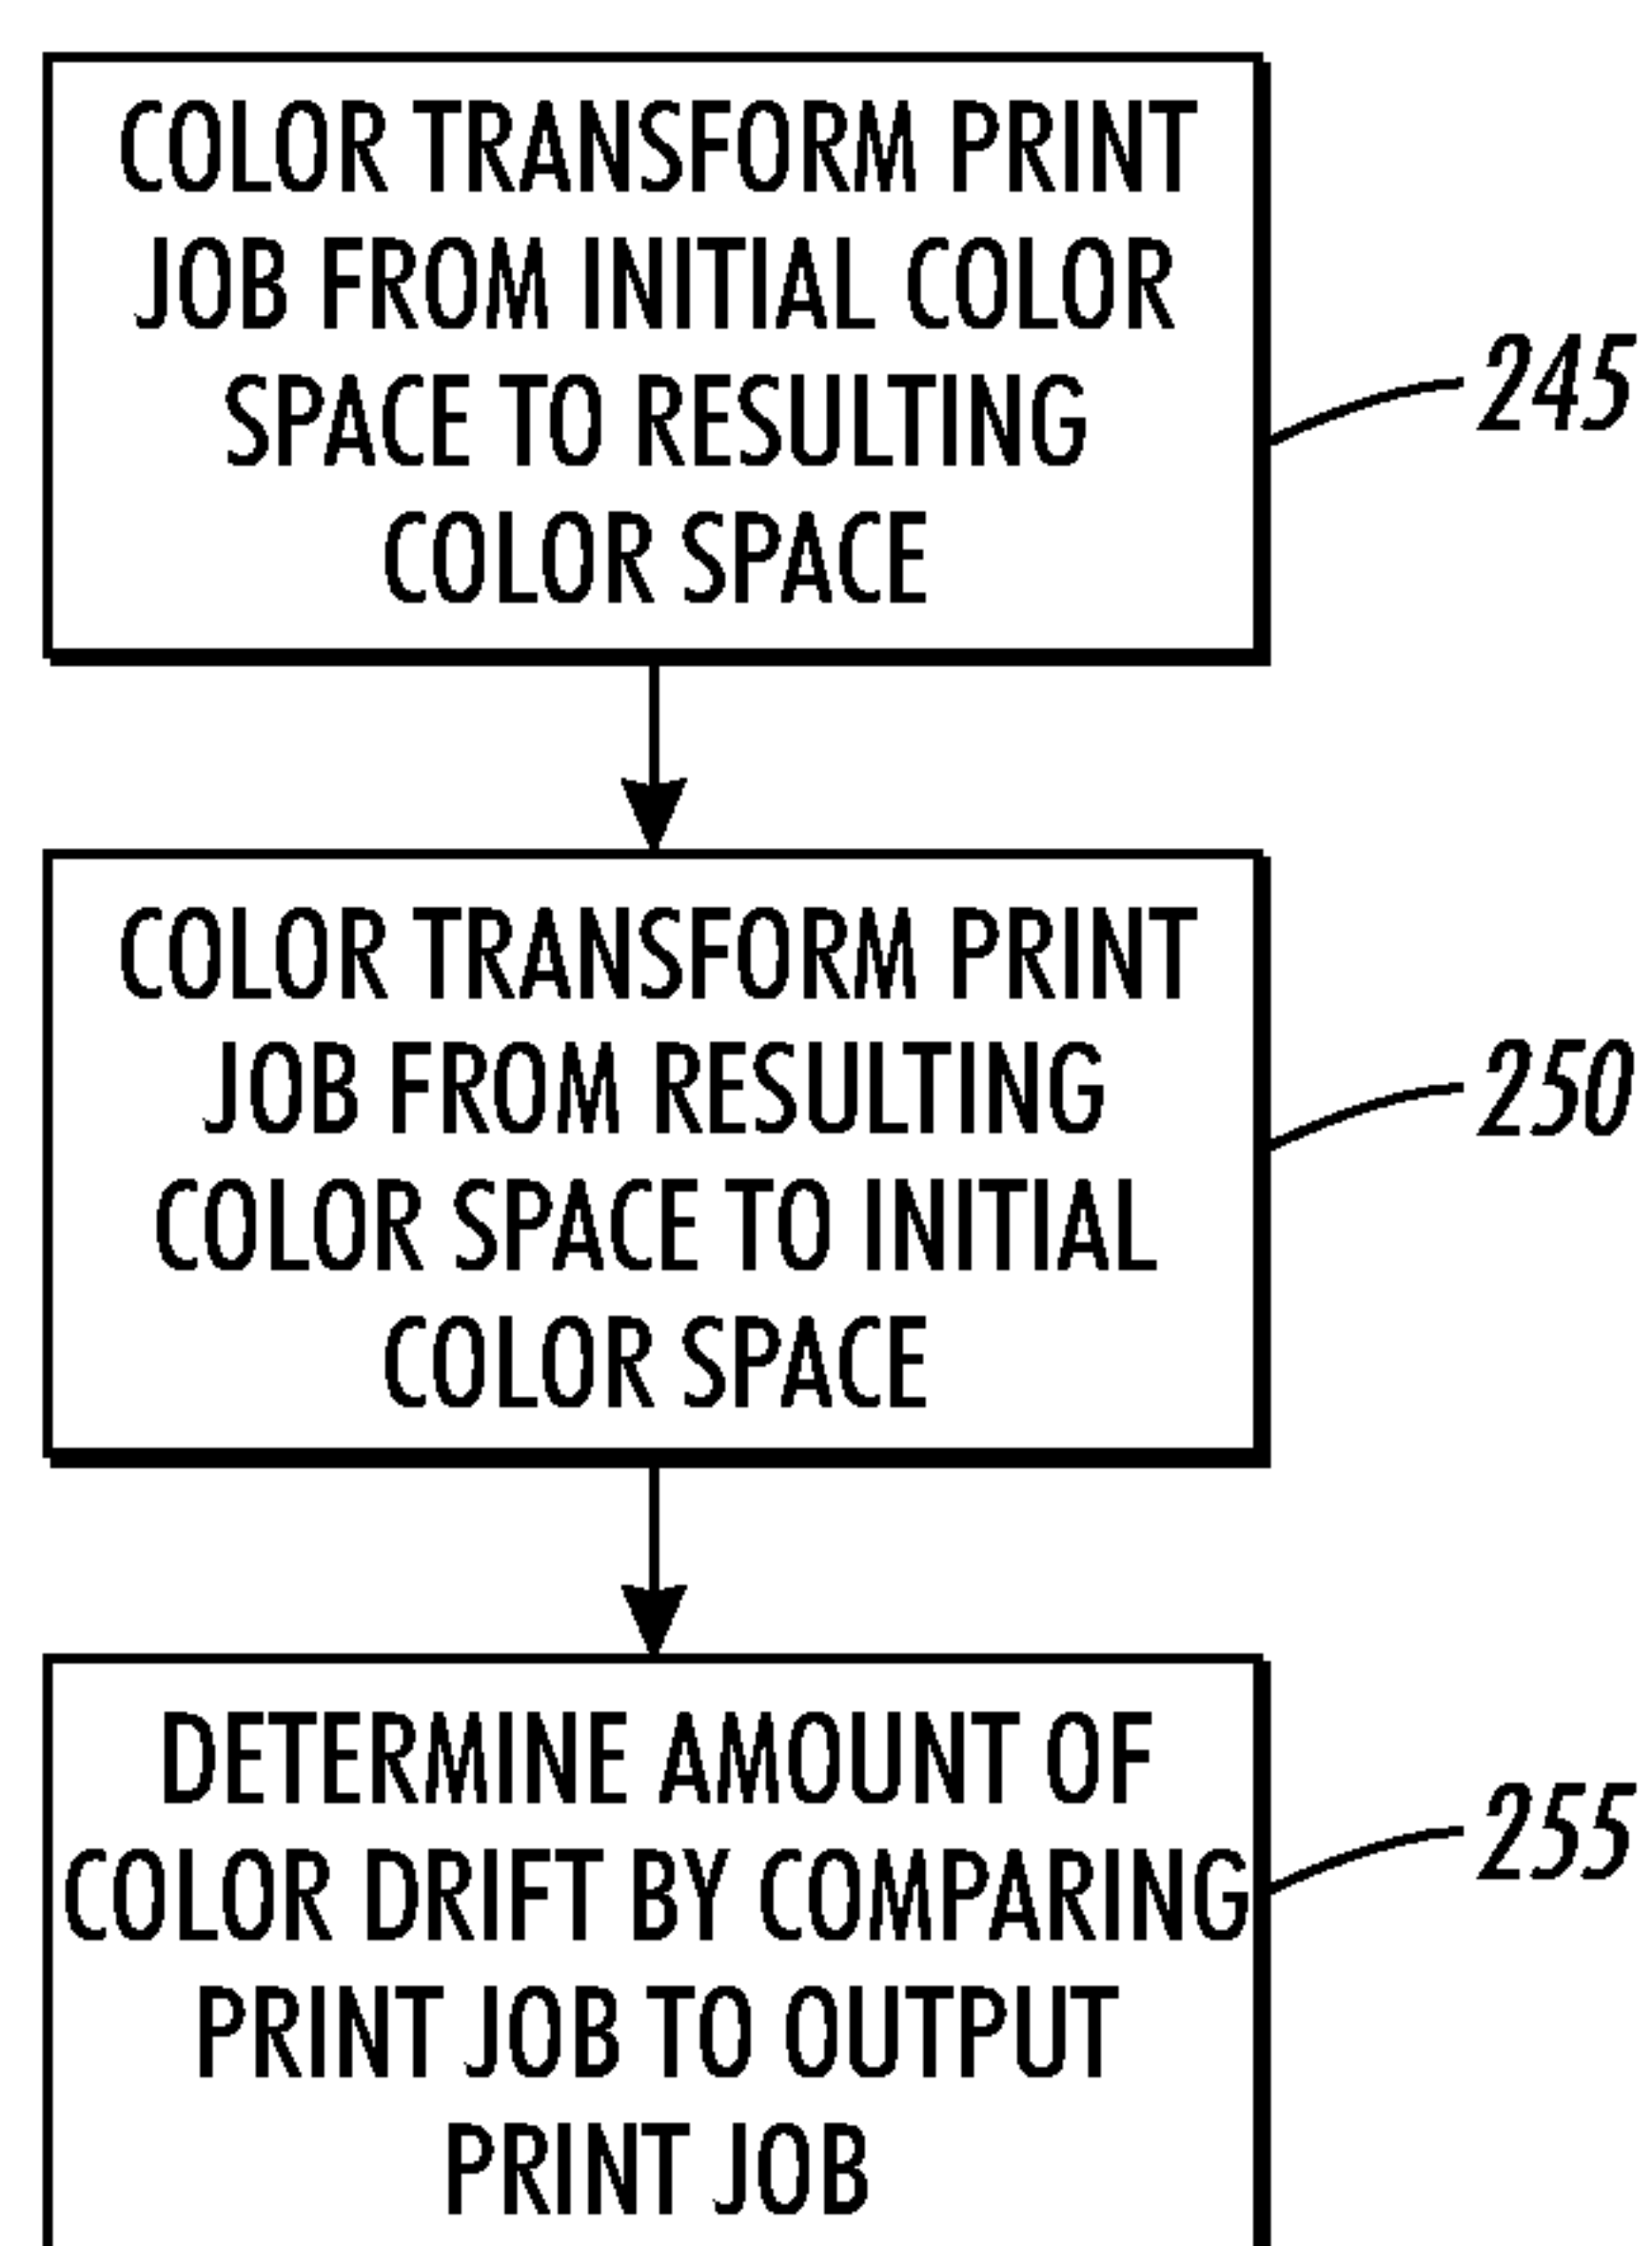 COLOR TRANSFORM PRINT
JOB FROM INITIAL COLOR
SPACE TO RESULTING
COLOR SPACE
245
COLOR TRANSFORM PRINT
JOB FROM RESULTING
COLOR SPACE TO INITIAL
COLOR SPACE
250
DETERMINE AMOUNT OF
COLOR DRIFT BY COMPARING
PRINT JOB TO OUTPUT
PRINT JOB
255